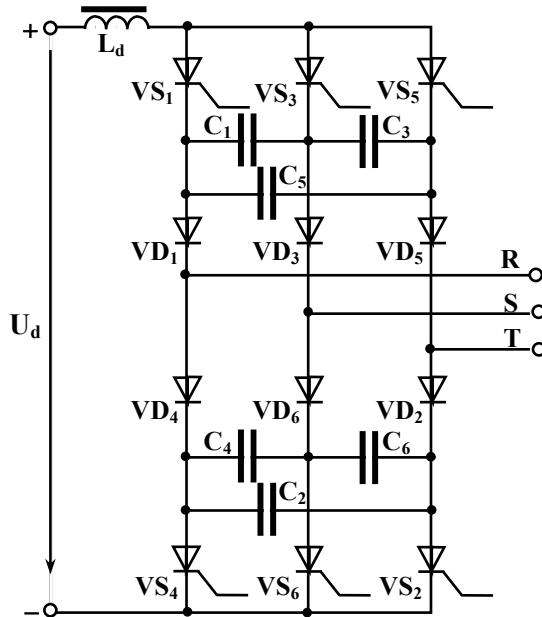 +
L_d
VS₁ VS₃ VS₅
C₁ C₃
C₅
VD₁ VD₃ VD₅
R
S
U_d
T
VD₄ VD₆ VD₂
C₄ C₆
C₂
VS₄ VS₆ VS₂
−